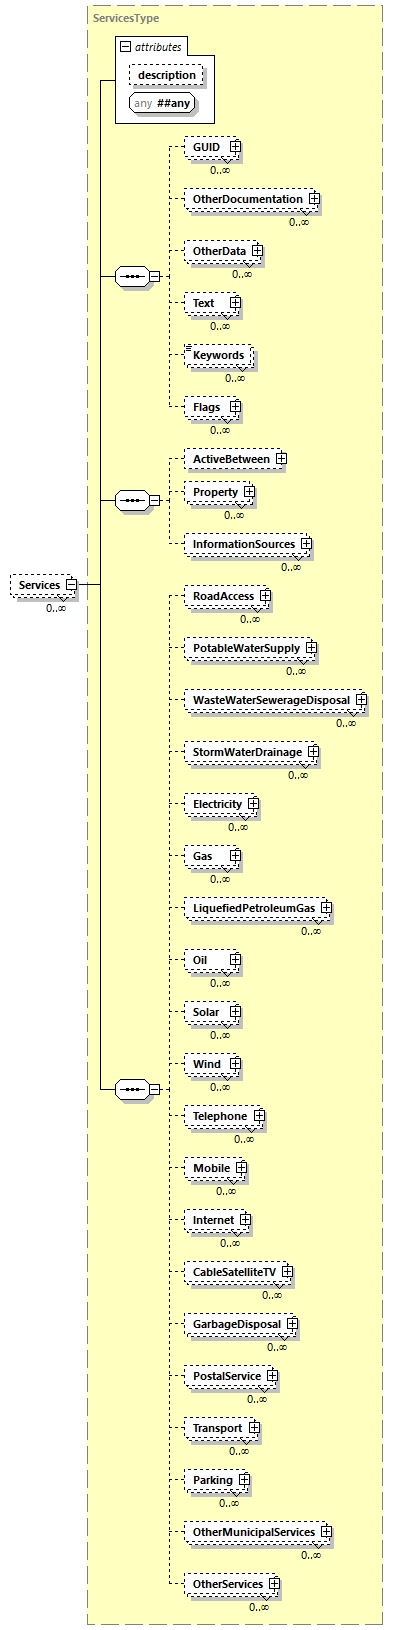 ServicesType
attributes
description
any ##any
GUID
0..∞
OtherDocumentation
0..∞
OtherData
0..∞
Text
0..∞
Keywords
0..∞
Flags
0..∞
ActiveBetween
Property
0..∞
InformationSources
0..∞
Services
0..∞
RoadAccess
0..∞
PotableWaterSupply
0..∞
WasteWaterSewerageDisposal
0..∞
StormWaterDrainage
0..∞
Electricity
0..∞
Gas
0..∞
LiquefiedPetroleumGas
0..∞
Oil
0..∞
Solar
0..∞
Wind
0..∞
Telephone
0..∞
Mobile
0..∞
Internet
0..∞
CableSatelliteTV
0..∞
GarbageDisposal
0..∞
PostalService
0..∞
Transport
0..∞
Parking
0..∞
OtherMunicipalServices
0..∞
OtherServices
0..∞